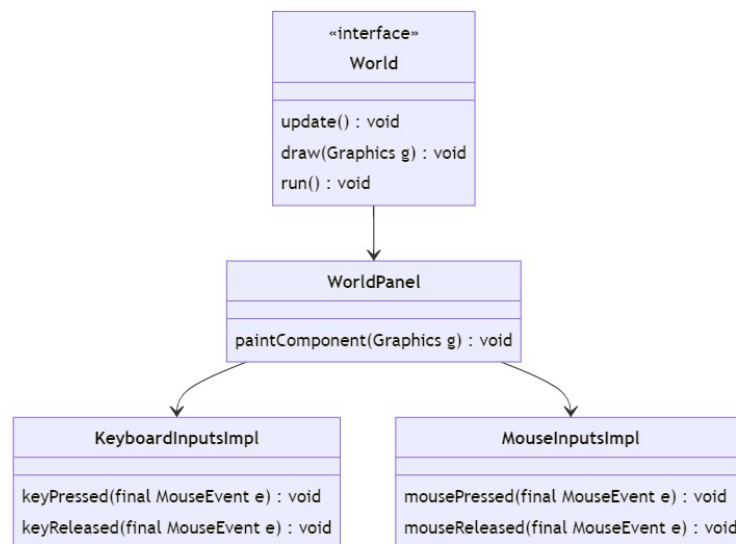 «interface»
World
update() : void
draw(Graphics g) : void
run() : void
WorldPanel
paintComponent(Graphics g) : void
KeyboardInputsImpl
keyPressed(final MouseEvent e) : void
keyReleased(final MouseEvent e) : void
MouseInputsImpl
mousePressed(final MouseEvent e) : void
mouseReleased(final MouseEvent e) : void